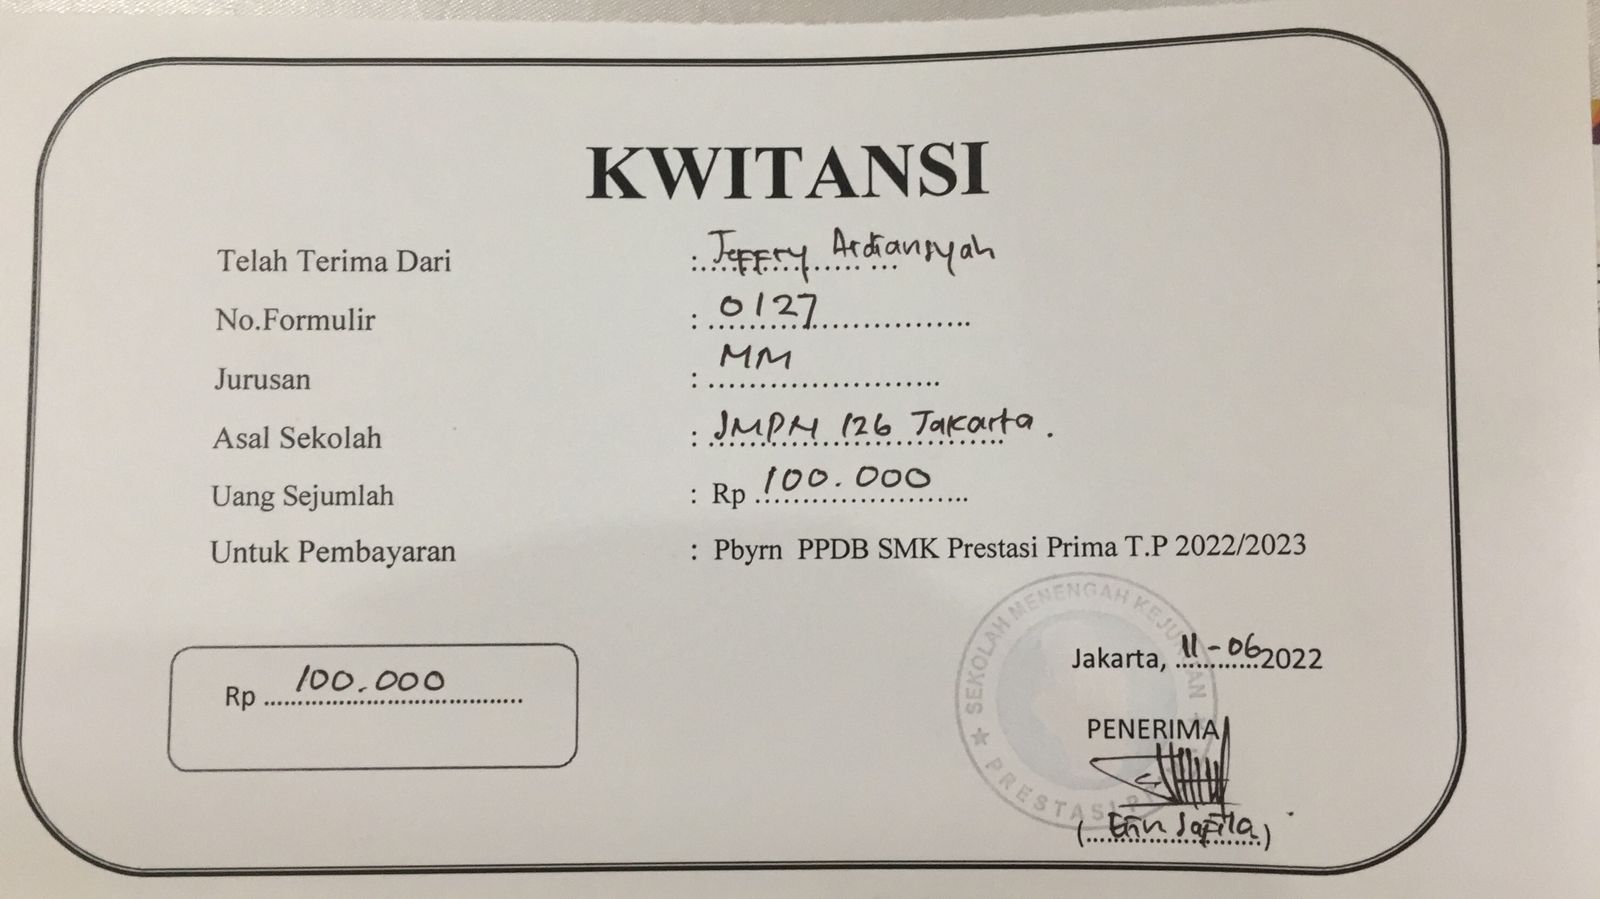 KWITANSI
Telah Terima Dari : Jeffry Ardiansyah
No.Formulir : 0127
Jurusan : MM
Asal Sekolah : SMPN 126 Jakarta.
Uang Sejumlah : Rp 100.000
Untuk Pembayaran : Pbyrn PPDB SMK Prestasi Prima T.P 2022/2023
SEKOLAH MENENGAH KEJURUAN
PRESTASI
Jakarta, 11-06 2022
Rp 100.000
PENERIMA